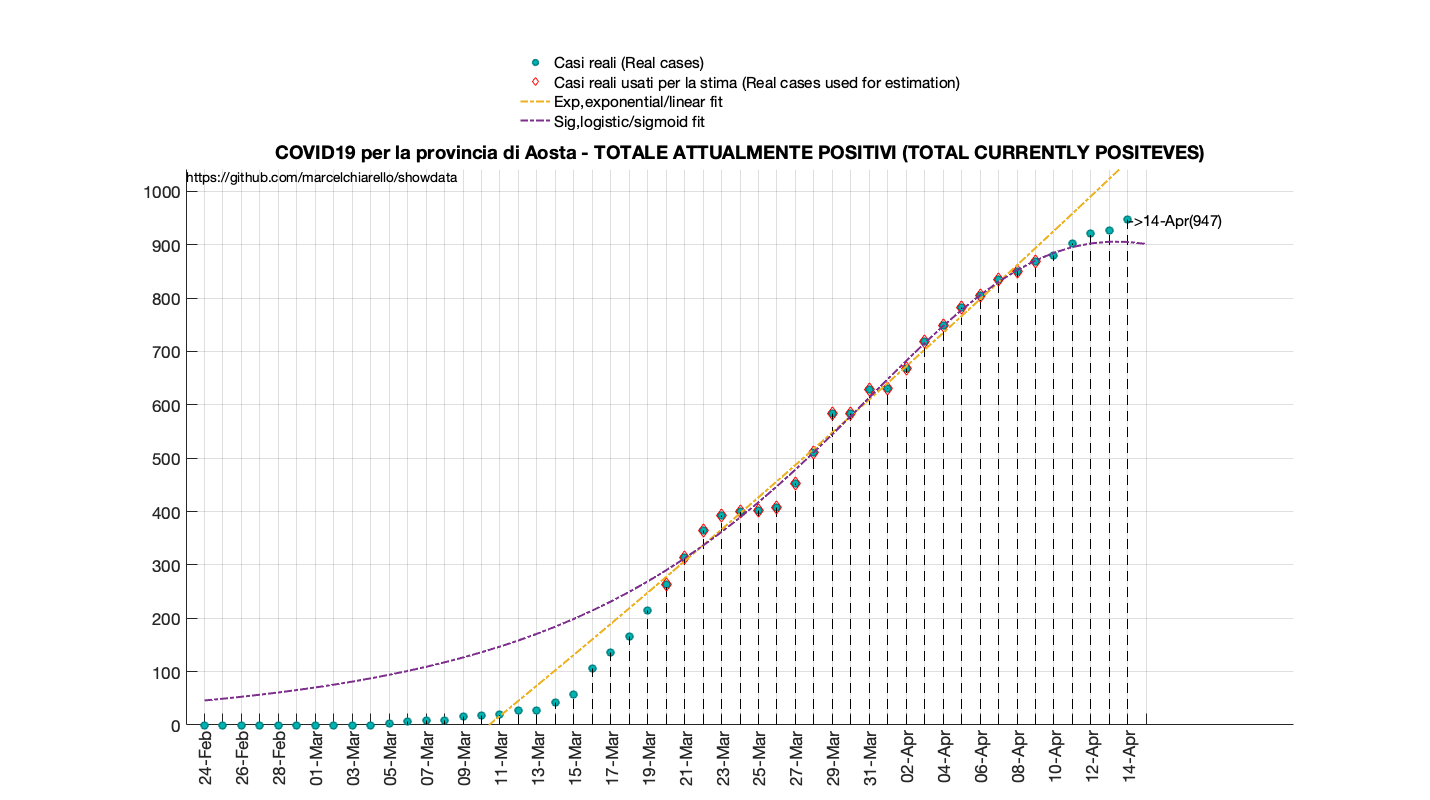 Casi reali (Real cases)
Casi reali usati per la stima (Real cases used for estimation)
Exp,exponential/linear fit
Sig,logistic/sigmoid fit
COVID19 per la provincia di Aosta - TOTALE ATTUALMENTE POSITIVI (TOTAL CURRENTLY POSITEVES)
https://github.com/marcelchiarello/showdata
1000
900
800
700
600
500
400
300
200
100
0
->14-Apr(947)
24-Feb
26-Feb
28-Feb
01-Mar
03-Mar
05-Mar
07-Mar
09-Mar
11-Mar
13-Mar
15-Mar
17-Mar
19-Mar
21-Mar
23-Mar
25-Mar
27-Mar
29-Mar
31-Mar
02-Apr
04-Apr
06-Apr
08-Apr
10-Apr
12-Apr
14-Apr